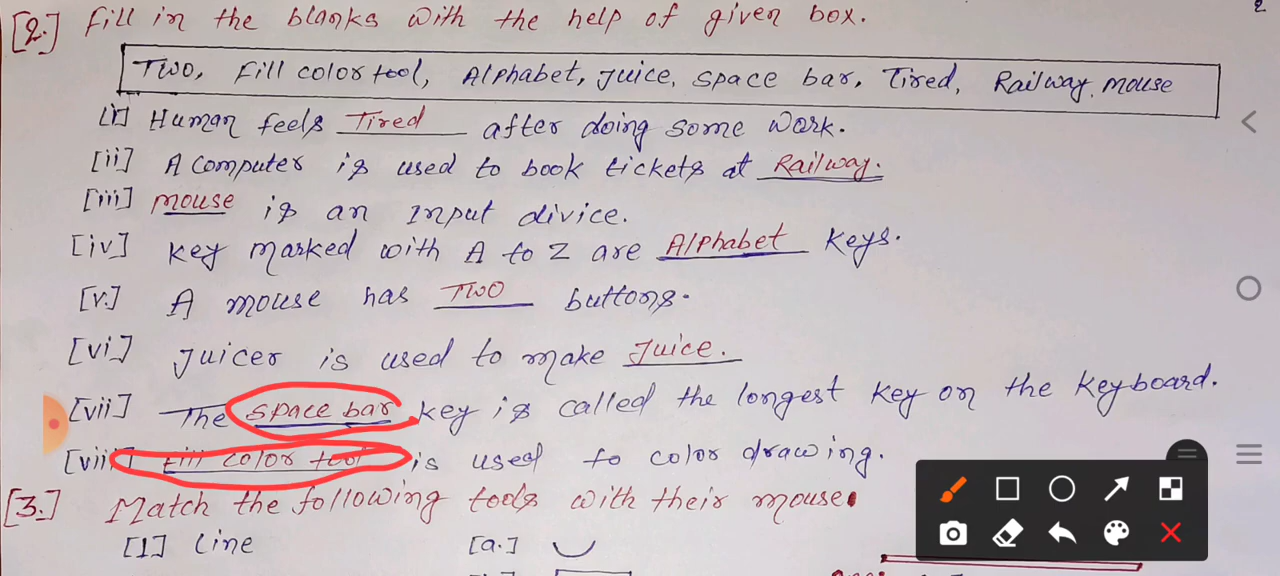 2
[2.] Fill in the blanks with the help of given box.
Two, Fill color tool, Alphabet, Juice, Space bar, Tired, Railway, mouse
[i] Human feels Tired after doing some work.
[ii] A computer is used to book tickets at Railway.
[iii] mouse is an Input divice.
[iv] Key marked with A to Z are Alphabet Keys.
[v.] A mouse has Two buttons.
[vi] Juicer is used to make Juice.
[vii] The Space bar key is called the longest key on the keyboard.
[viii] Fill color tool is used to color drawing.
[3.] Match the following tools with their mouse.
[1] Line [a.]